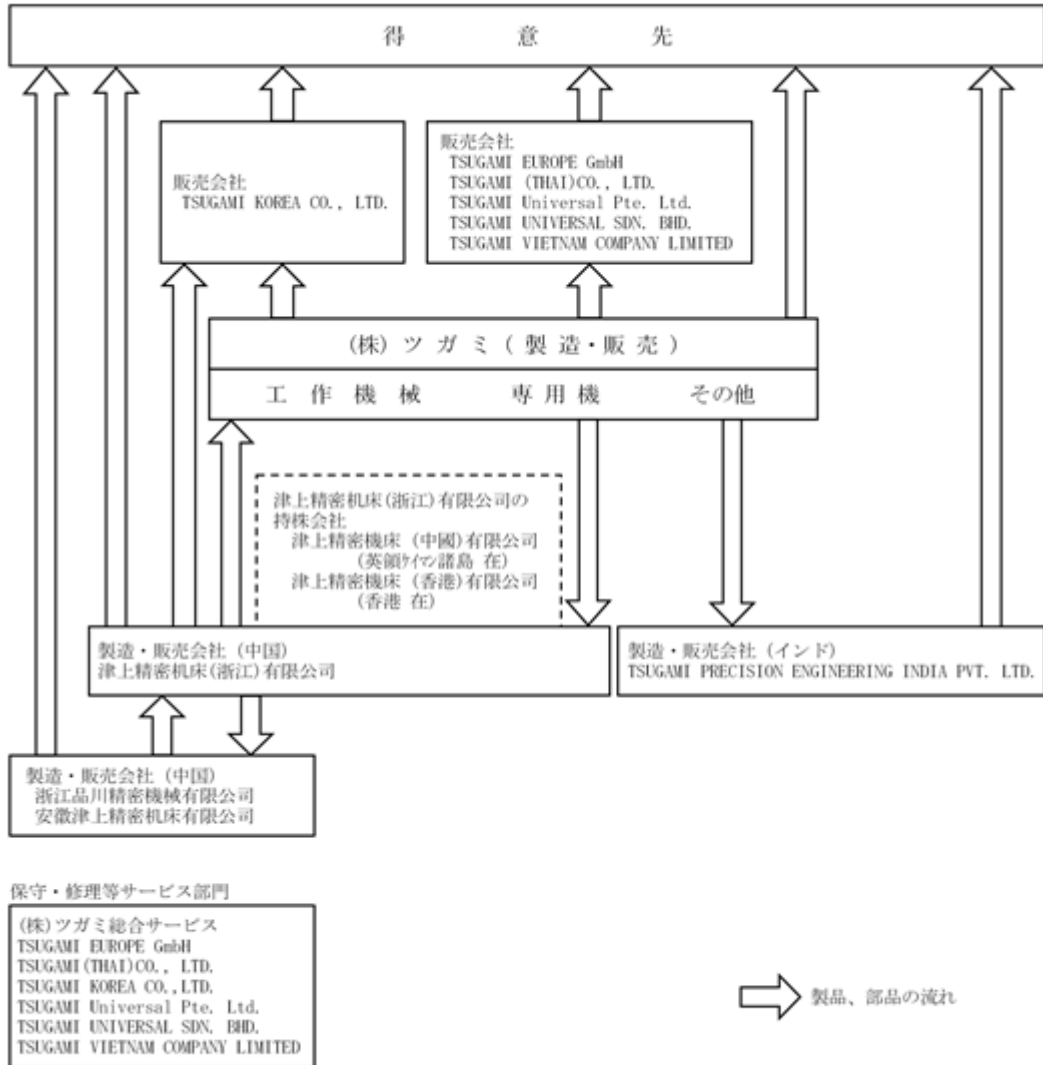 得意先
販売会社
TSUGAMI KOREA CO., LTD.
販売会社
TSUGAMI EUROPE GmbH
TSUGAMI (THAI)CO., LTD.
TSUGAMI Universal Pte. Ltd.
TSUGAMI UNIVERSAL SDN. BHD.
TSUGAMI VIETNAM COMPANY LIMITED
(株)ツガミ(製造・販売)
工作機械 専用機 その他
津上精密机床(浙江)有限公司の
持株会社
津上精密機床(中國)有限公司
(英領ケイマン諸島 在)
津上精密機床(香港)有限公司
(香港 在)
製造・販売会社(中国)
津上精密机床(浙江)有限公司
製造・販売会社(インド)
TSUGAMI PRECISION ENGINEERING INDIA PVT. LTD.
製造・販売会社(中国)
浙江品川精密機械有限公司
安徽津上精密机床有限公司
保守・修理等サービス部門
(株)ツガミ総合サービス
TSUGAMI EUROPE GmbH
TSUGAMI(THAI)CO., LTD.
TSUGAMI KOREA CO.,LTD.
TSUGAMI Universal Pte. Ltd.
TSUGAMI UNIVERSAL SDN. BHD.
TSUGAMI VIETNAM COMPANY LIMITED
製品、部品の流れ